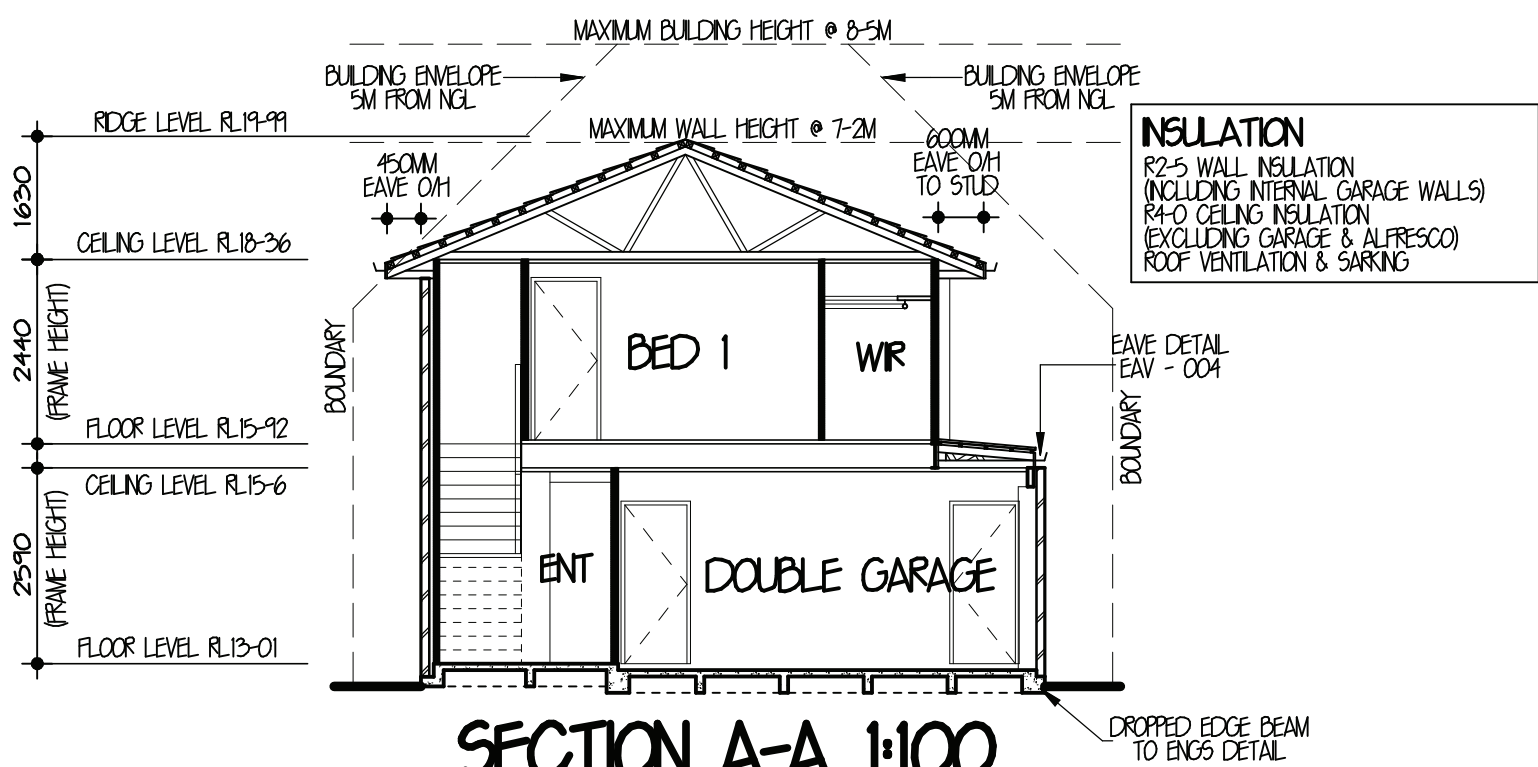 MAXIMUM BUILDING HEIGHT @ 8-5M
BUILDING ENVELOPE
5M FROM NGL
BUILDING ENVELOPE
5M FROM NGL
RIDGE LEVEL RL19-99
MAXIMUM WALL HEIGHT @ 7-2M
450MM
EAVE O/H
600MM
EAVE O/H
TO STUD
INSULATION
R2-5 WALL INSULATION
(INCLUDING INTERNAL GARAGE WALLS)
R4-0 CEILING INSULATION
(EXCLUDING GARAGE & ALFRESCO)
ROOF VENTILATION & SARKING
1630
CEILING LEVEL RL18-36
2440
(FRAME HEIGHT)
BOUNDARY
BED 1
WIR
EAVE DETAIL
EAV - 004
BOUNDARY
FLOOR LEVEL RL15-92
CEILING LEVEL RL15-6
2590
(FRAME HEIGHT)
ENT
DOUBLE GARAGE
FLOOR LEVEL RL13-01
SECTION A-A 1:100
DROPPED EDGE BEAM
TO ENGS DETAIL